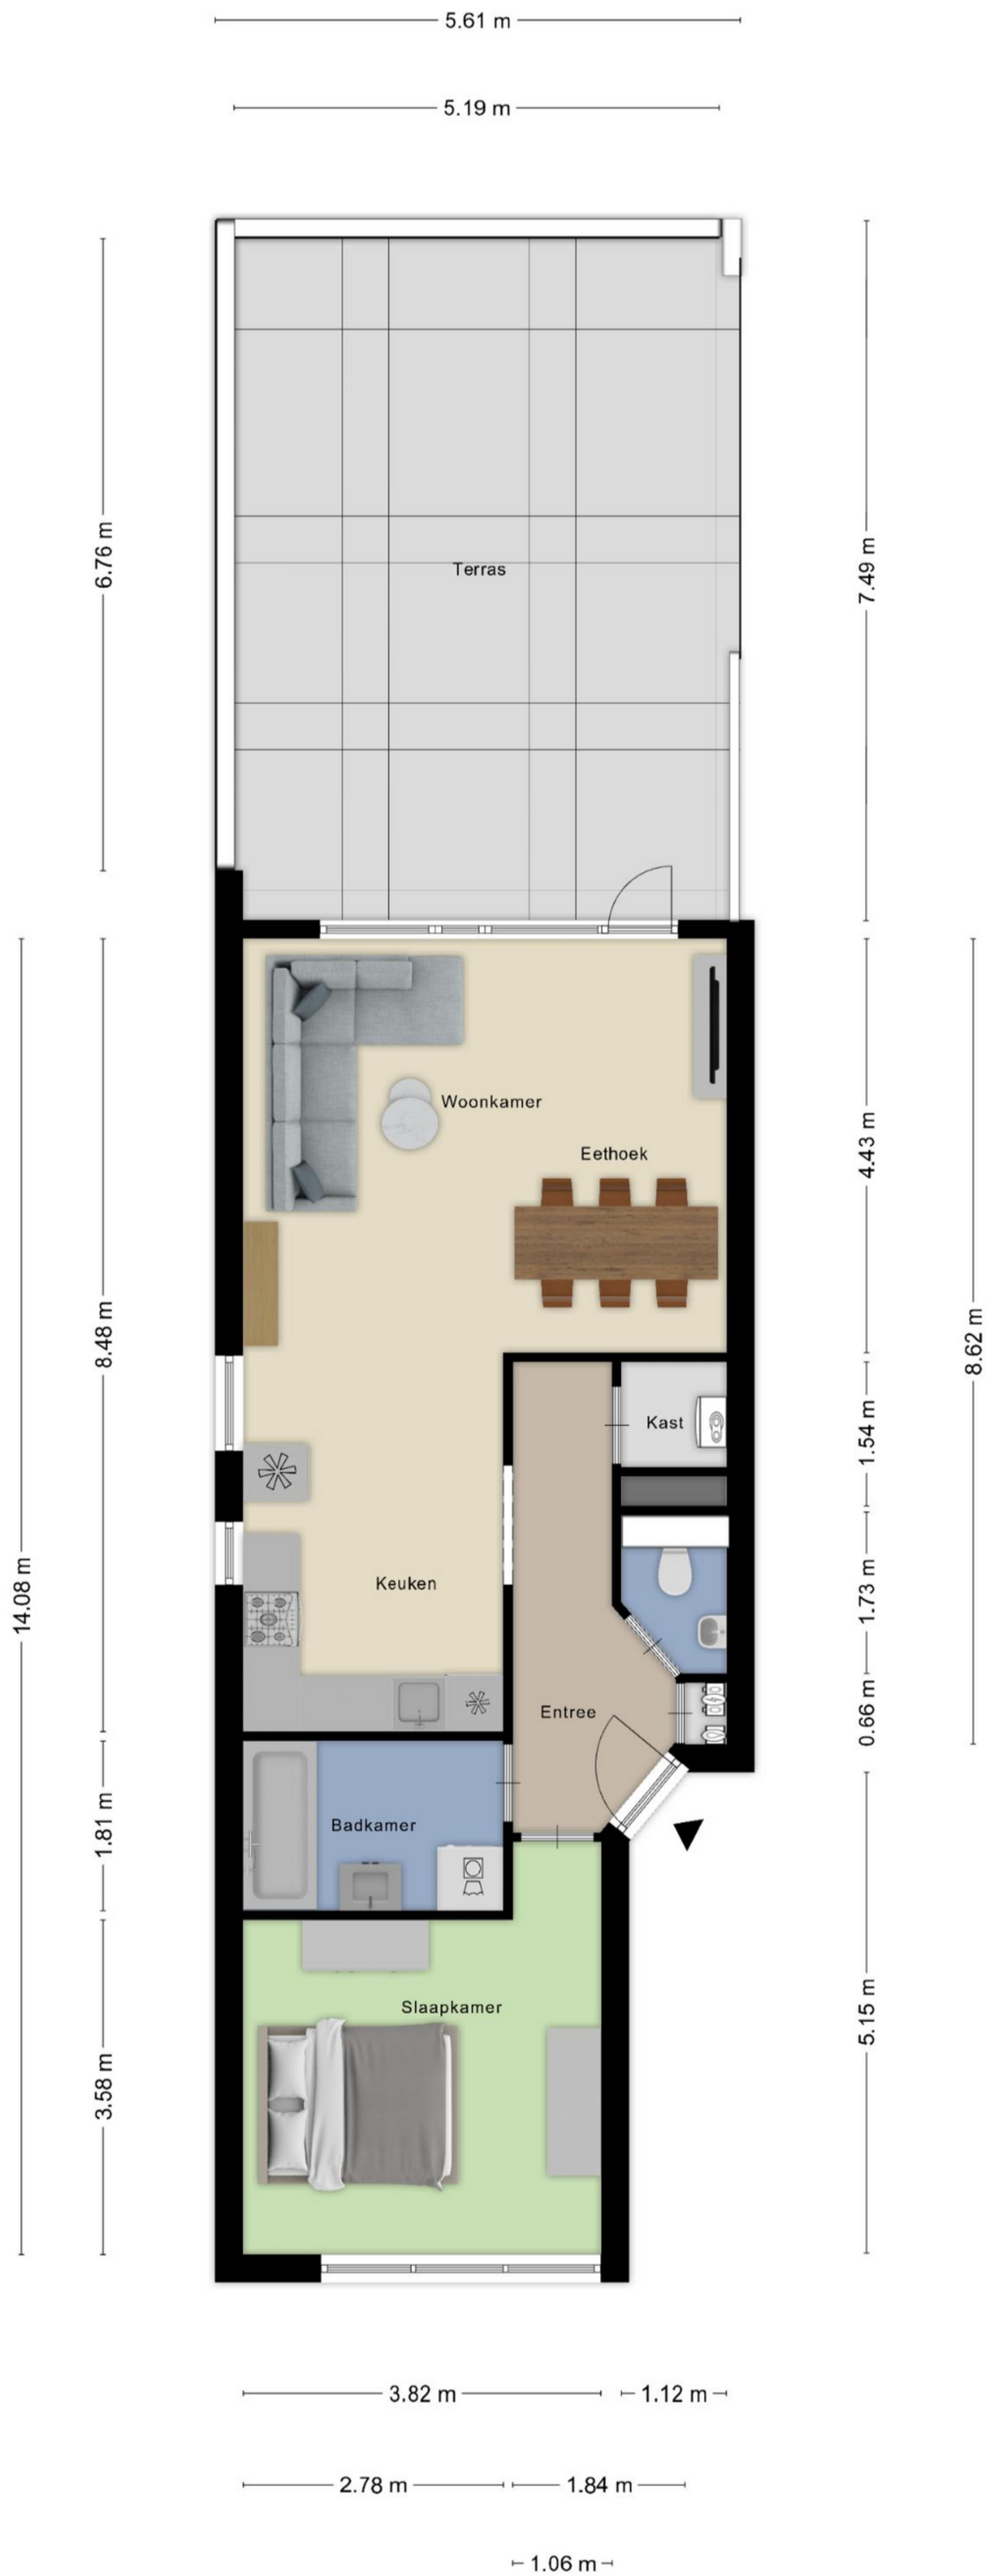 5.61 m
5.19 m
6.76 m
7.49 m
Terras
Woonkamer
Eethoek
4.43 m
8.48 m
8.62 m
Kast
1.54 m
14.08 m
Keuken
1.73 m
Entree
0.66 m
Badkamer
1.81 m
Slaapkamer
5.15 m
3.58 m
3.82 m
1.12 m
2.78 m
1.84 m
1.06 m